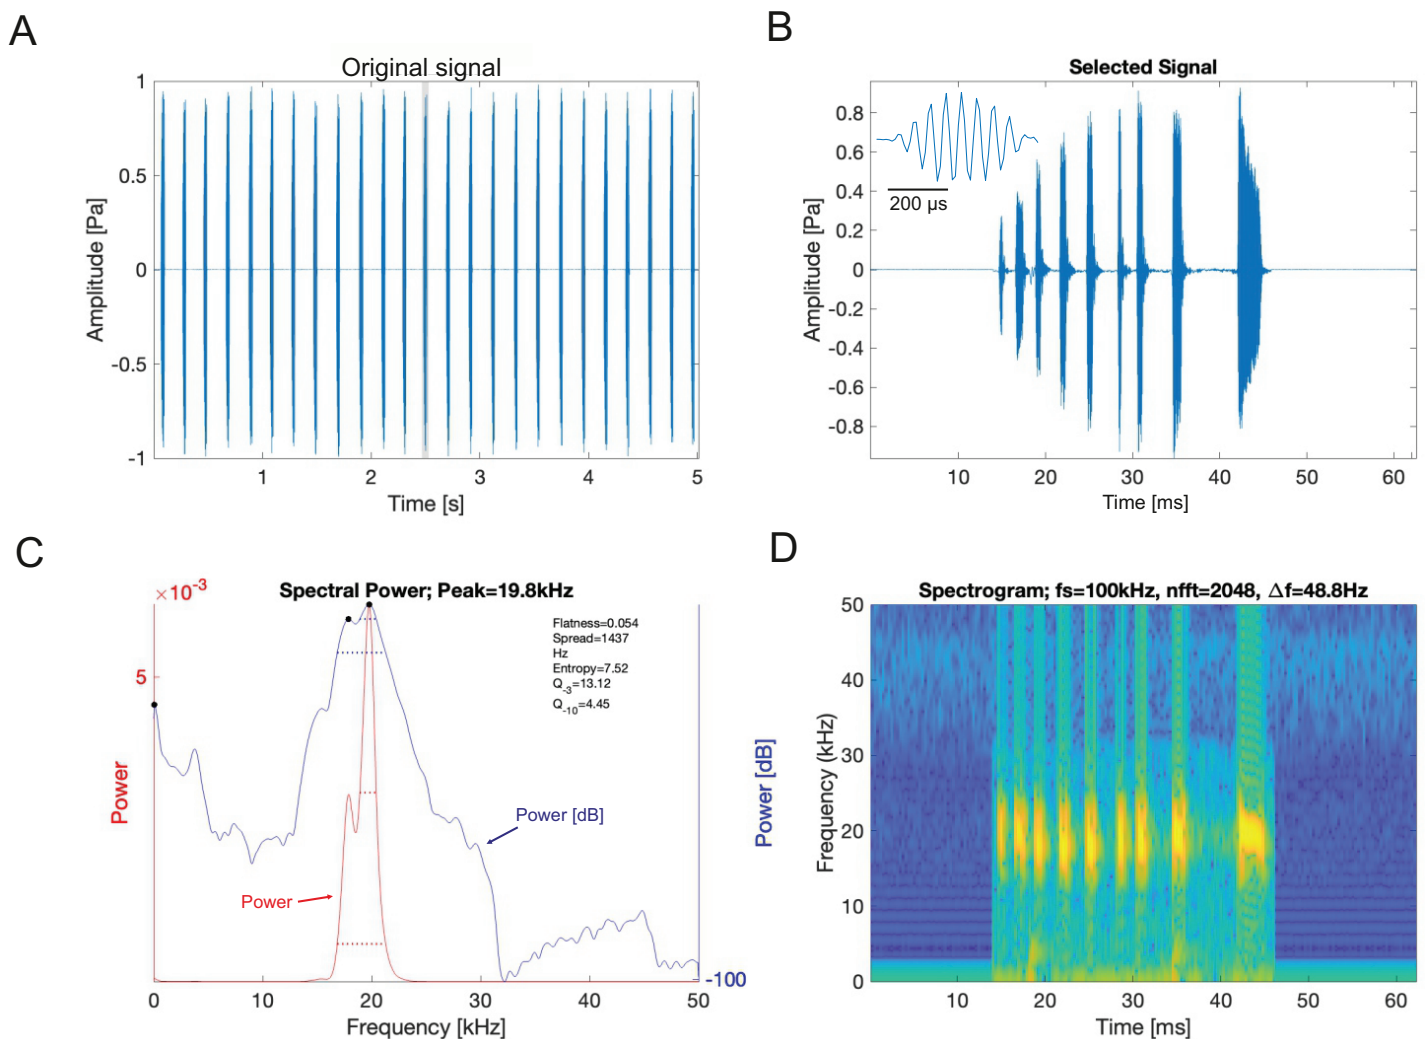 A
Original signal
1
0.5
0
-0.5
-1
Amplitude [Pa]
1
2
3
4
5
Time [s]
B
Selected Signal
0.8
0.6
0.4
0.2
0
-0.2
-0.4
-0.6
-0.8
Amplitude [Pa]
200 µs
10
20
30
40
50
60
Time [ms]
C
×10⁻³
Spectral Power; Peak=19.8kHz
5
Power
Flatness=0.054
Spread=1437
Hz
Entropy=7.52
Q₋₃=13.12
Q₋₁₀=4.45
Power [dB]
Power
Power [dB]
-100
0
10
20
30
40
50
Frequency [kHz]
D
Spectrogram; fs=100kHz, nfft=2048, Δf=48.8Hz
50
40
30
20
10
0
Frequency (kHz)
10
20
30
40
50
60
Time [ms]